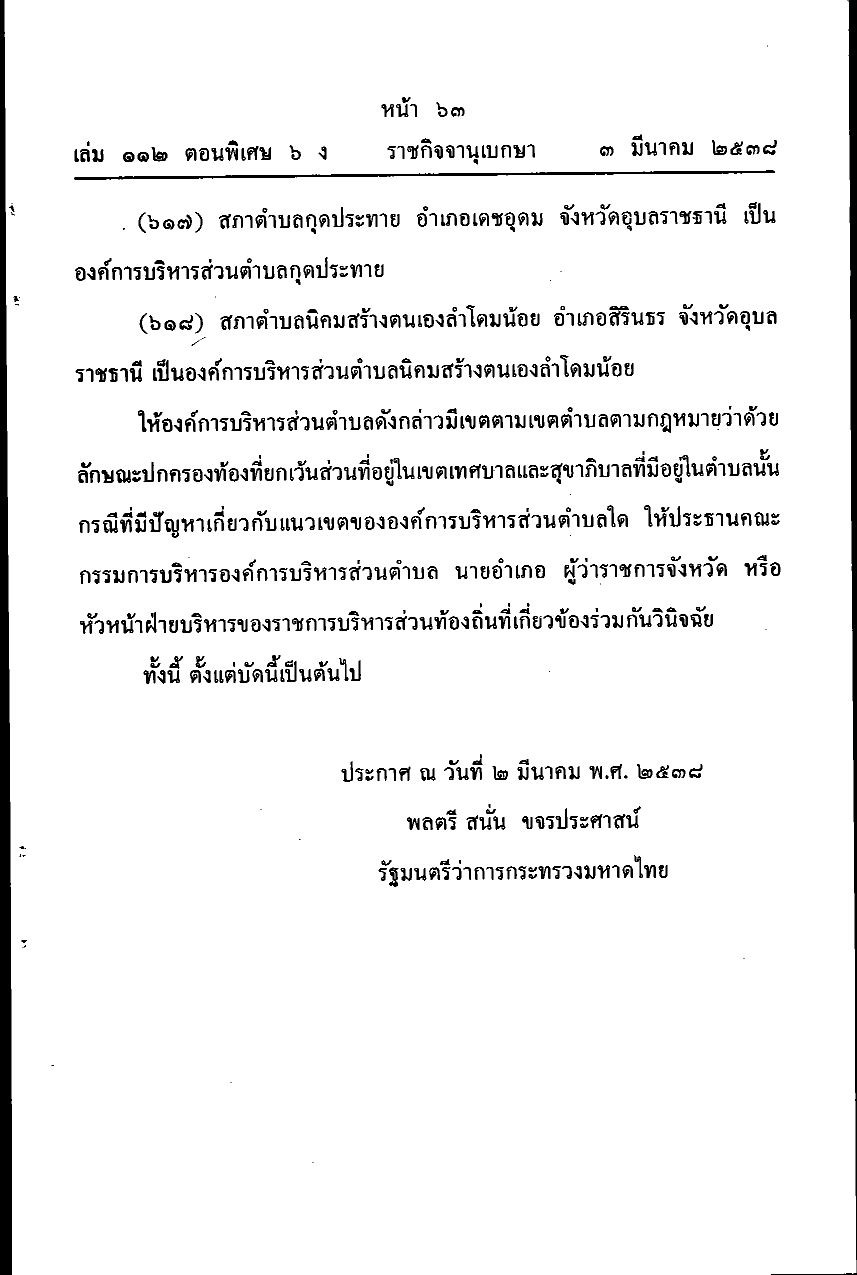 หน้า ๖๓
เล่ม ๑๑๒ ตอนพิเศษ ๖ ง ราชกิจจานุเบกษา ๓ มีนาคม ๒๕๓๘
(๖๑๗) สภาตำบลกุดประทาย อำเภอเดชอุดม จังหวัดอุบลราชธานี เป็น
องค์การบริหารส่วนตำบลกุดประทาย
(๖๑๘) สภาตำบลนิคมสร้างตนเองลำโดมน้อย อำเภอสิรินธร จังหวัดอุบล
ราชธานี เป็นองค์การบริหารส่วนตำบลนิคมสร้างตนเองลำโดมน้อย
ให้องค์การบริหารส่วนตำบลดังกล่าวมีเขตตามเขตตำบลตามกฎหมายว่าด้วย
ลักษณะปกครองท้องที่ยกเว้นส่วนที่อยู่ในเขตเทศบาลและสุขาภิบาลที่มีอยู่ในตำบลนั้น
กรณีที่มีปัญหาเกี่ยวกับแนวเขตขององค์การบริหารส่วนตำบลใด ให้ประธานคณะ
กรรมการบริหารองค์การบริหารส่วนตำบล นายอำเภอ ผู้ว่าราชการจังหวัด หรือ
หัวหน้าฝ่ายบริหารของราชการบริหารส่วนท้องถิ่นที่เกี่ยวข้องร่วมกันวินิจฉัย
ทั้งนี้ ตั้งแต่บัดนี้เป็นต้นไป
ประกาศ ณ วันที่ ๒ มีนาคม พ.ศ. ๒๕๓๘
พลตรี สนั่น ขจรประศาสน์
รัฐมนตรีว่าการกระทรวงมหาดไทย